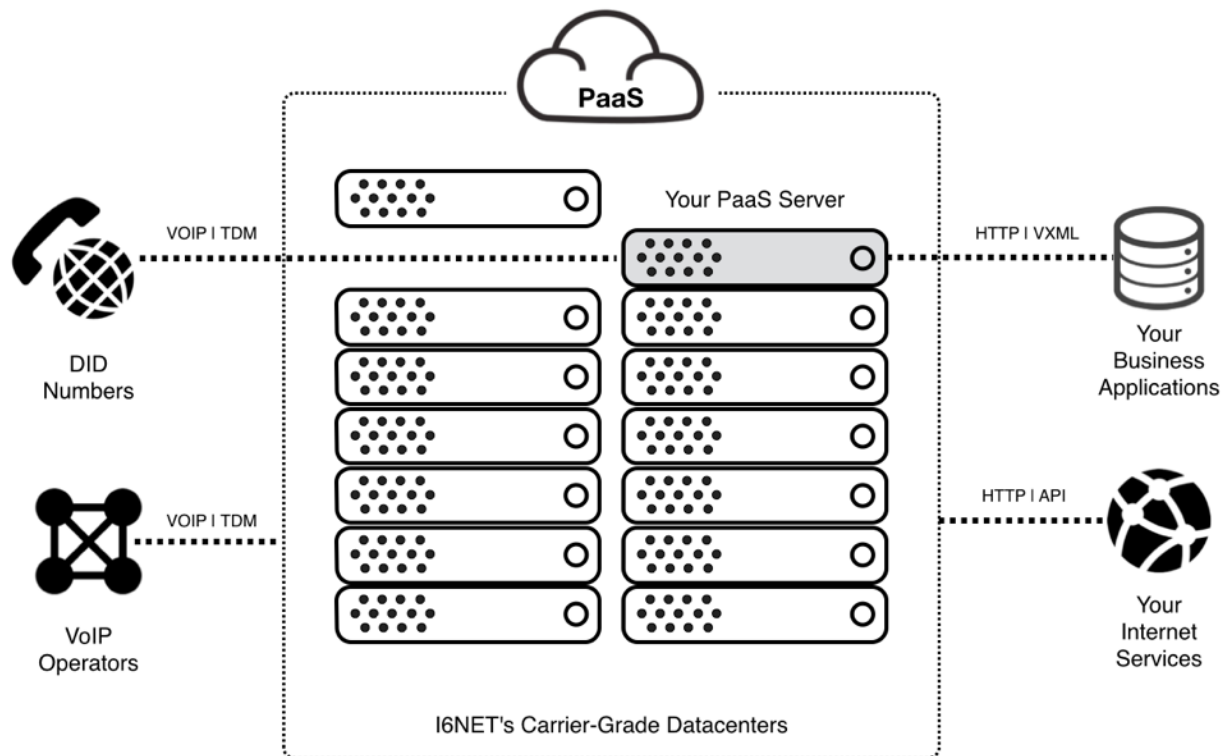 PaaS
Your PaaS Server
VOIP | TDM
HTTP | VXML
DID
Numbers
Your
Business
Applications
VOIP | TDM
HTTP | API
VoIP
Operators
Your
Internet
Services
I6NET's Carrier-Grade Datacenters